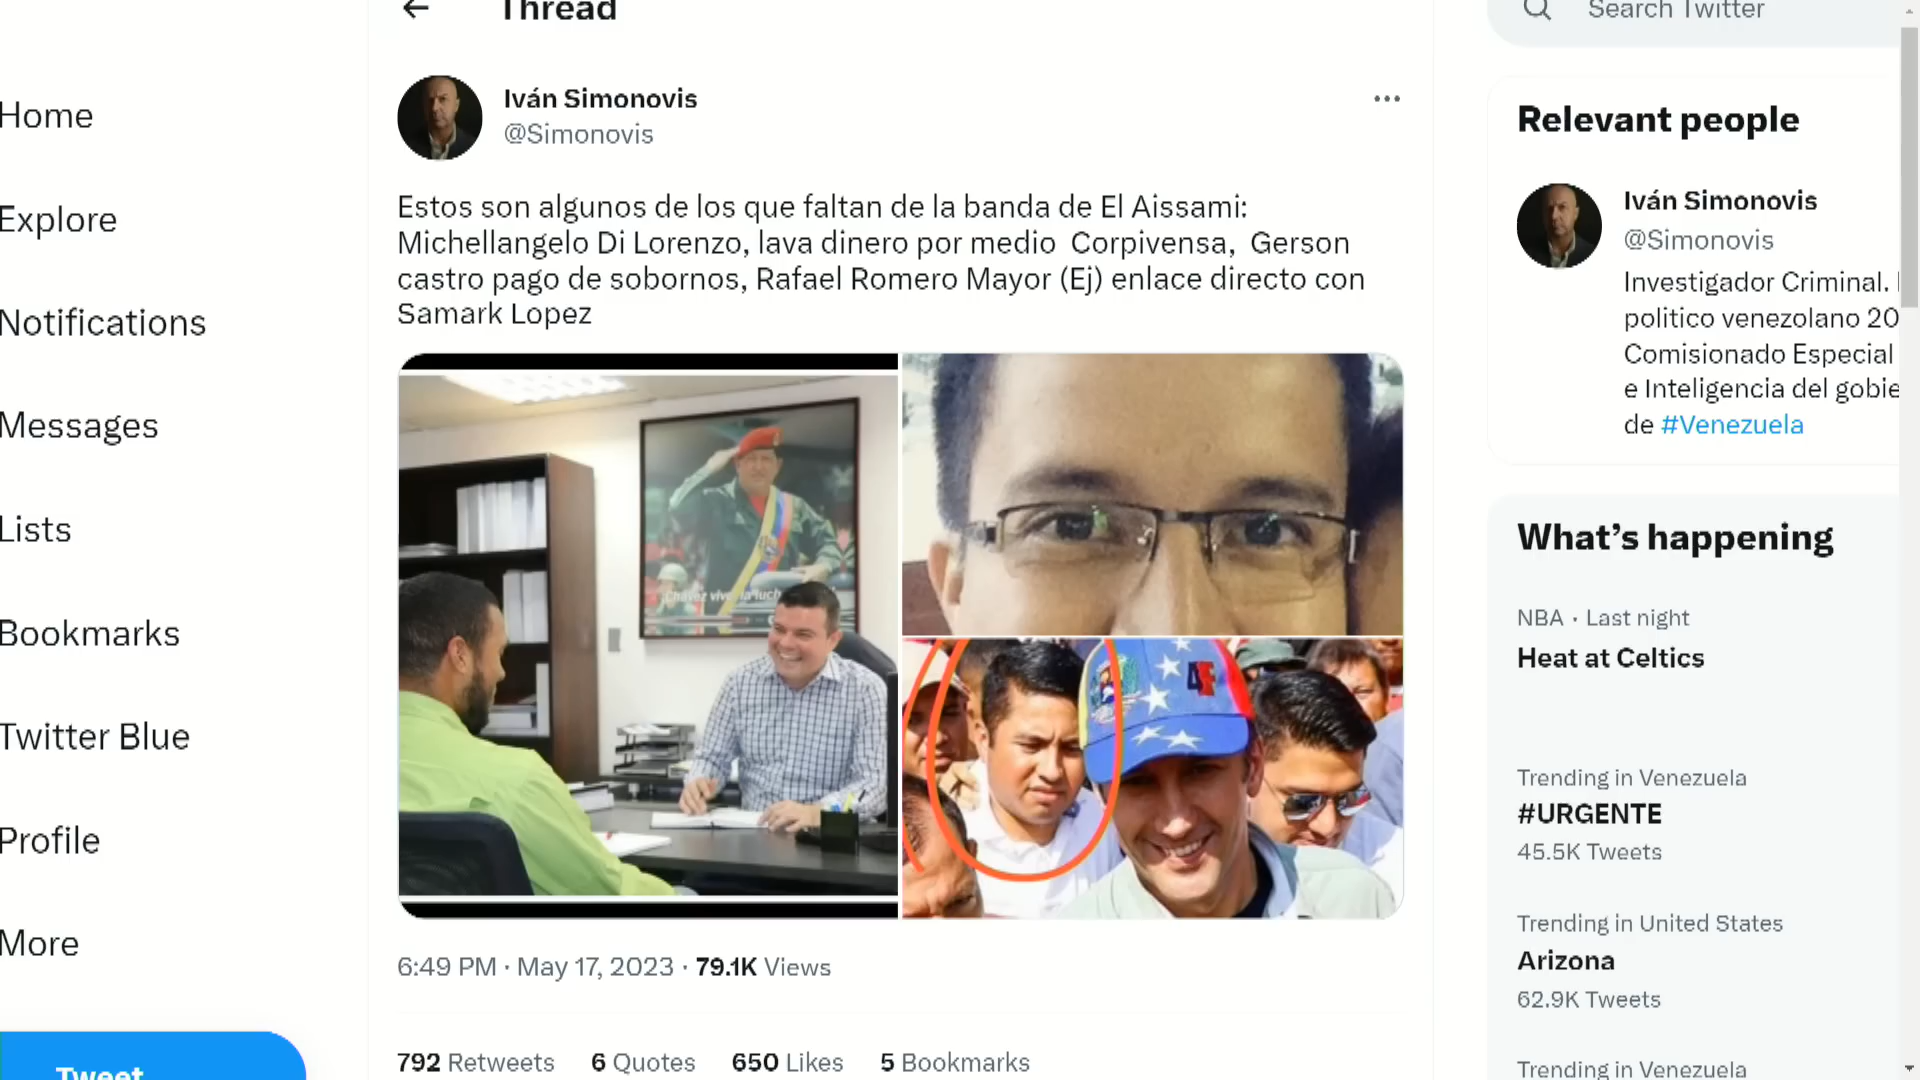 Thread
Search Twitter
Home
Explore
Notifications
Messages
Lists
Bookmarks
Twitter Blue
Profile
More
Tweet
Iván Simonovis
@Simonovis
Estos son algunos de los que faltan de la banda de El Aissami:
Michellangelo Di Lorenzo, lava dinero por medio  Corpivensa,  Gerson
castro pago de sobornos, Rafael Romero Mayor (Ej) enlace directo con
Samark Lopez
¡Chávez vive, la luch
4F
6:49 PM · May 17, 2023 · 79.1K Views
792 Retweets 6 Quotes 650 Likes 5 Bookmarks
Relevant people
Iván Simonovis
@Simonovis
Investigador Criminal.
politico venezolano 20
Comisionado Especial
e Inteligencia del gobie
de #Venezuela
What's happening
NBA · Last night
Heat at Celtics
Trending in Venezuela
#URGENTE
45.5K Tweets
Trending in United States
Arizona
62.9K Tweets
Trending in Venezuela